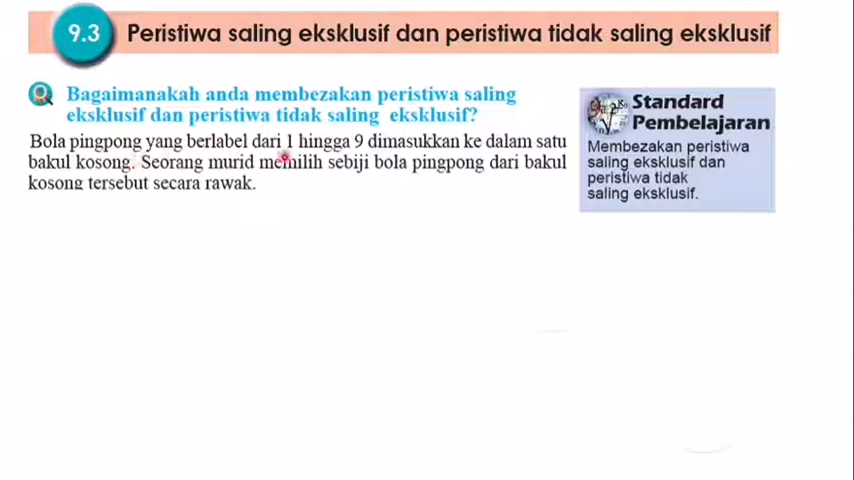 9.3 Peristiwa saling eksklusif dan peristiwa tidak saling eksklusif
Bagaimanakah anda membezakan peristiwa saling
eksklusif dan peristiwa tidak saling eksklusif?
Bola pingpong yang berlabel dari 1 hingga 9 dimasukkan ke dalam satu
bakul kosong. Seorang murid memilih sebiji bola pingpong dari bakul
kosong tersebut secara rawak.
Standard
Pembelajaran
Membezakan peristiwa
saling eksklusif dan
peristiwa tidak
saling eksklusif.